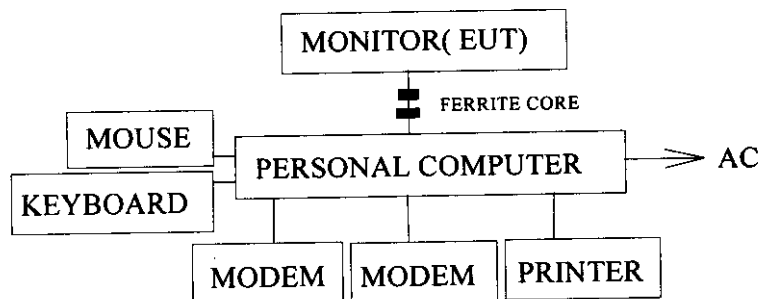 MONITOR( EUT)
FERRITE CORE
MOUSE
PERSONAL COMPUTER
AC
KEYBOARD
MODEM
MODEM
PRINTER